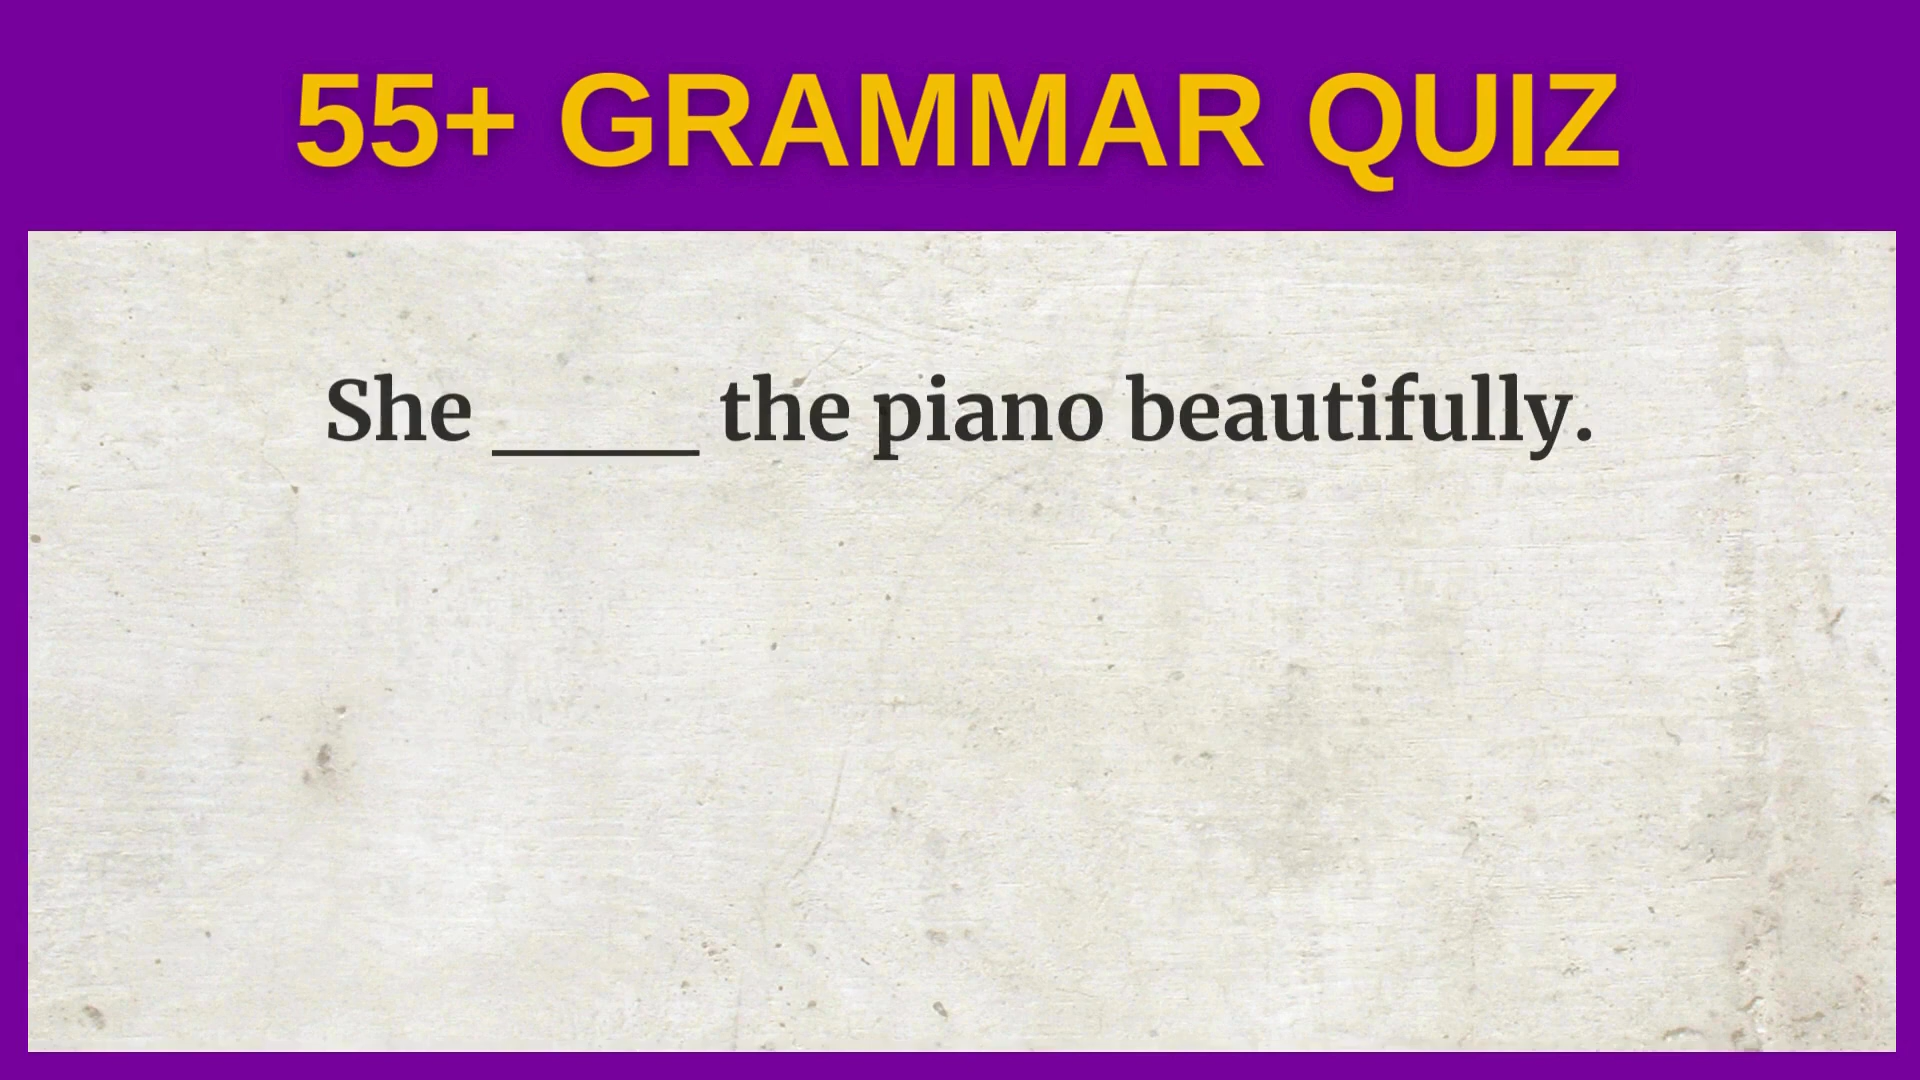 55+ GRAMMAR QUIZ
She _____ the piano beautifully.